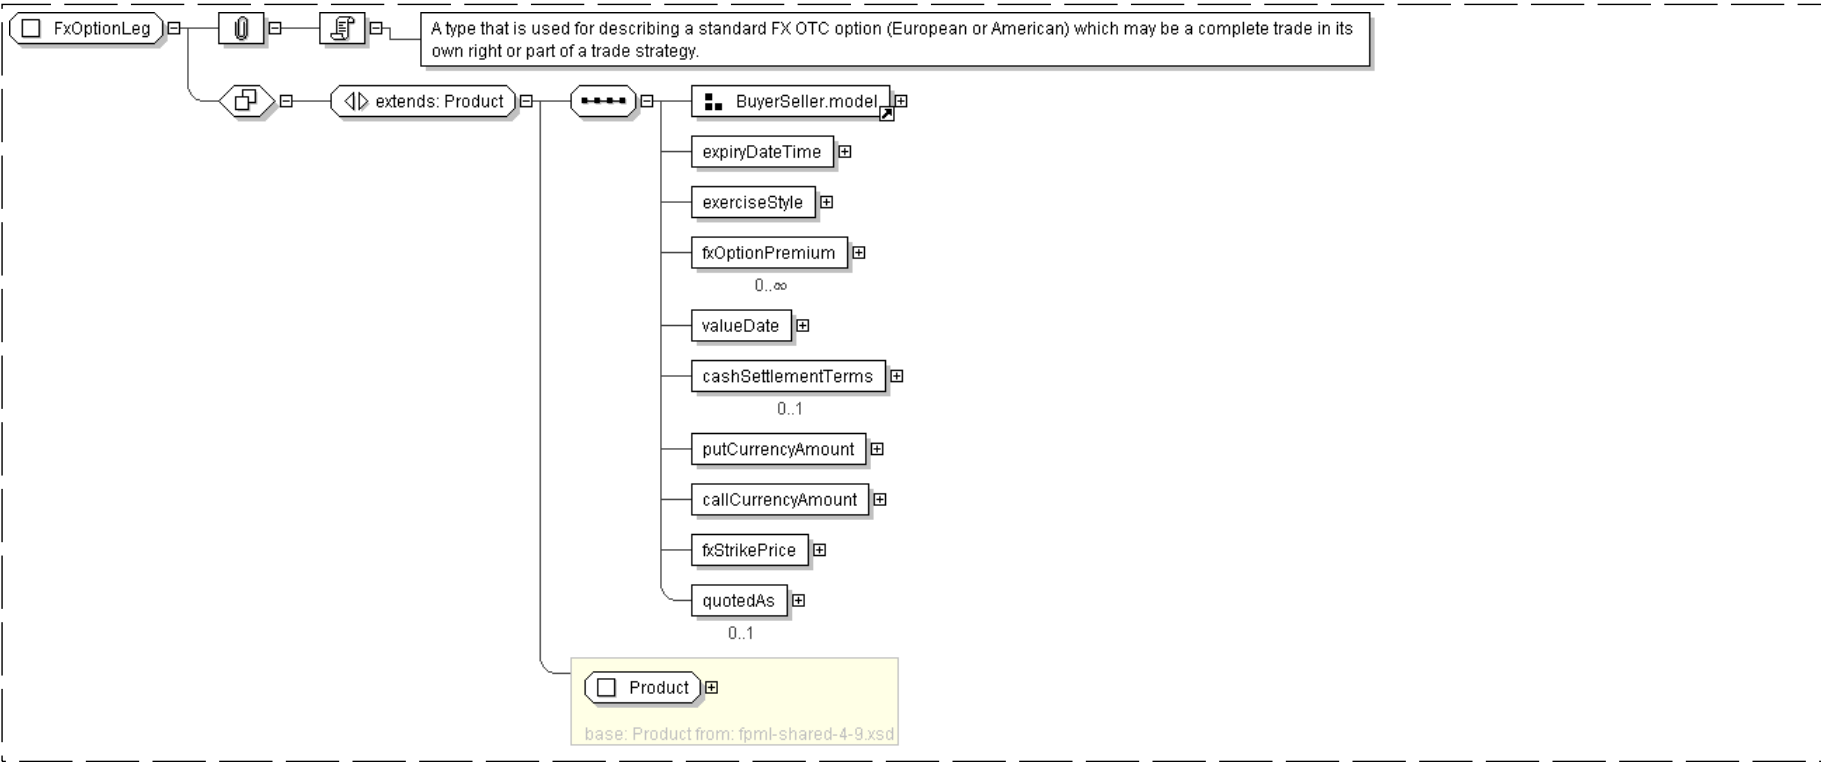 FxOptionLeg
A type that is used for describing a standard FX OTC option (European or American) which may be a complete trade in its
own right or part of a trade strategy.
extends: Product
BuyerSeller.model
expiryDateTime
exerciseStyle
fxOptionPremium
0..∞
valueDate
cashSettlementTerms
0..1
putCurrencyAmount
callCurrencyAmount
fxStrikePrice
quotedAs
0..1
Product
base: Product from: fpml-shared-4-9.xsd